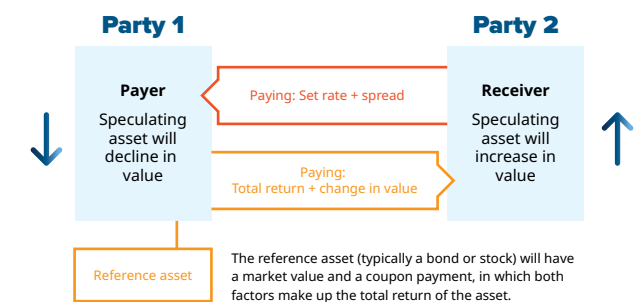 Party 1
Party 2
Payer
Speculating
asset will
decline in
value
Paying: Set rate + spread
Paying:
Total return + change in value
Receiver
Speculating
asset will
increase in
value
Reference asset
The reference asset (typically a bond or stock) will have
a market value and a coupon payment, in which both
factors make up the total return of the asset.